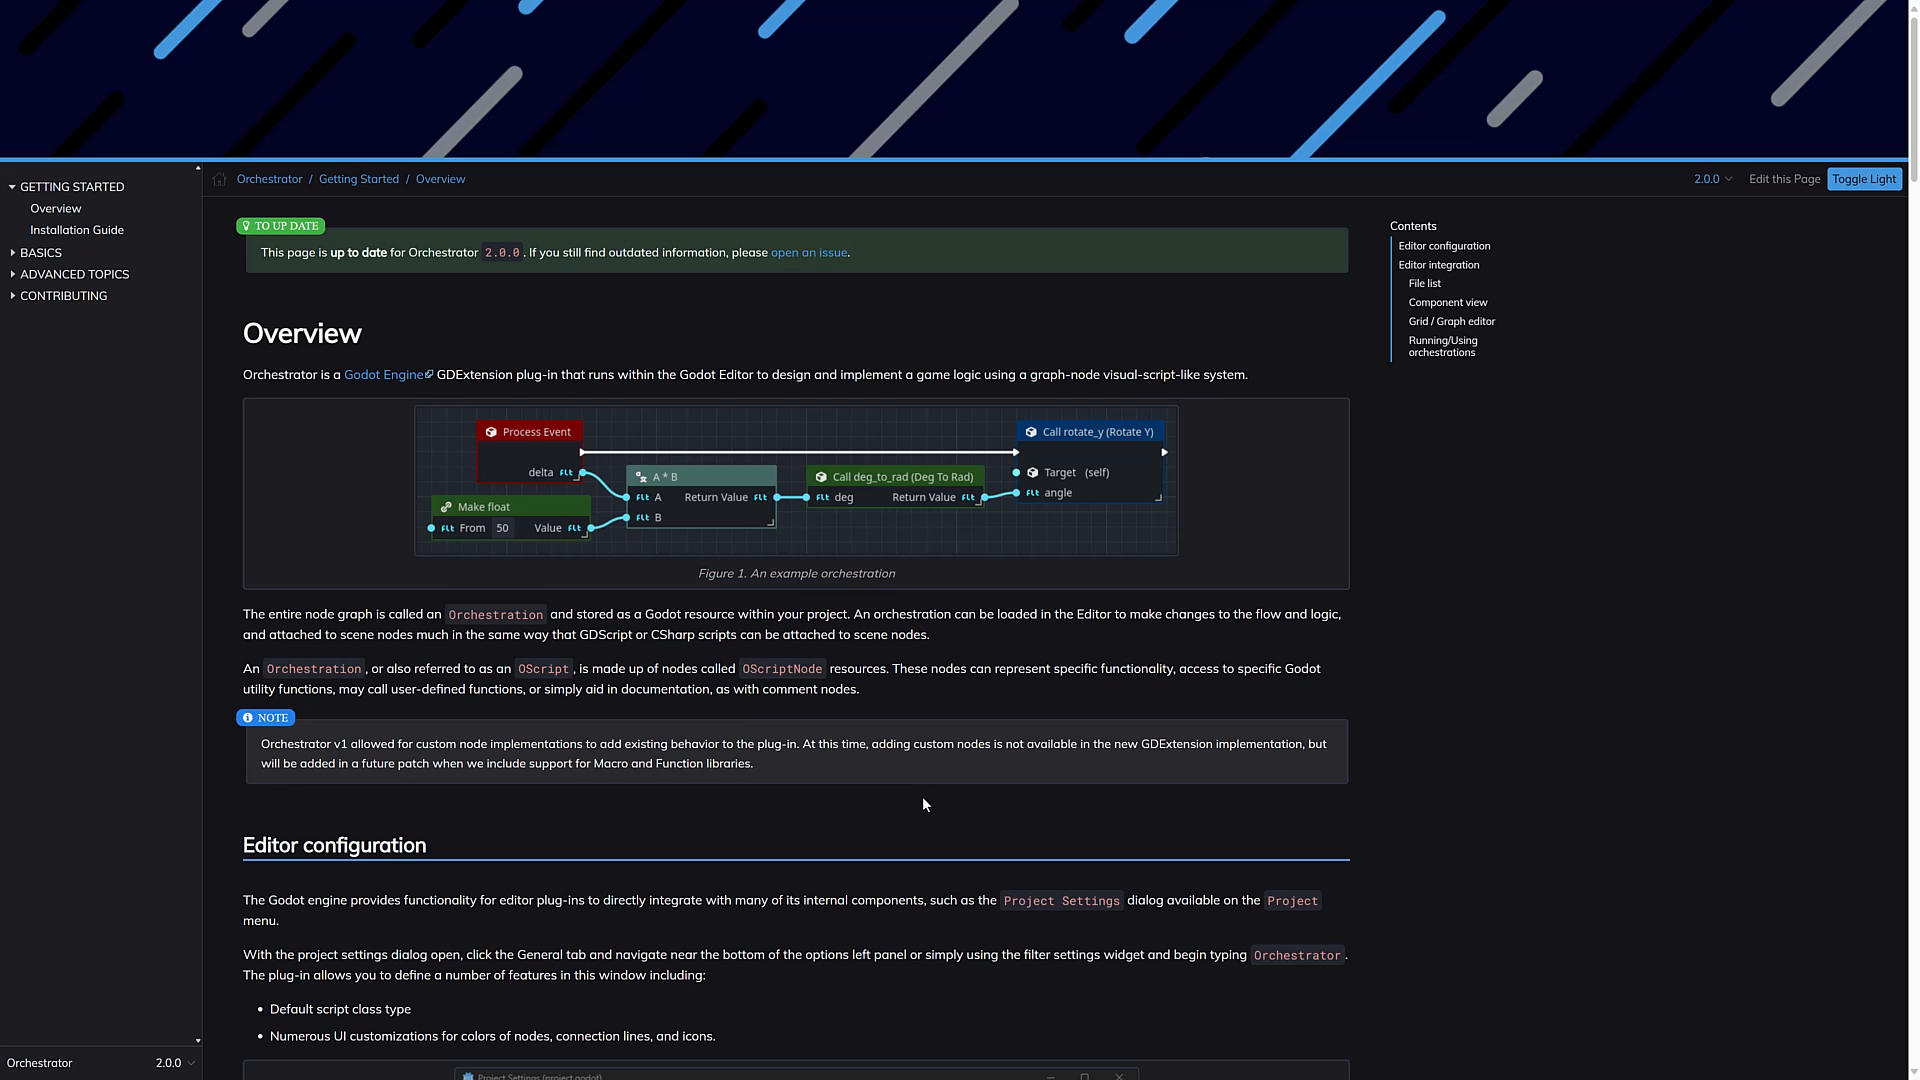 GETTING STARTED
Overview
Installation Guide
BASICS
ADVANCED TOPICS
CONTRIBUTING
Orchestrator 2.0.0
Orchestrator / Getting Started / Overview
2.0.0 Edit this Page Toggle Light
TO UP DATE
This page is up to date for Orchestrator 2.0.0. If you still find outdated information, please open an issue.
Overview
Orchestrator is a Godot Engine GDExtension plug-in that runs within the Godot Editor to design and implement a game logic using a graph-node visual-script-like system.
Process Event
delta Flt
Make float
Flt From 50 Value Flt
A * B
Flt A Return Value Flt
Flt B
Call deg_to_rad (Deg To Rad)
Flt deg Return Value Flt
Call rotate_y (Rotate Y)
Target (self)
Flt angle
Figure 1. An example orchestration
The entire node graph is called an Orchestration and stored as a Godot resource within your project. An orchestration can be loaded in the Editor to make changes to the flow and logic,
and attached to scene nodes much in the same way that GDScript or CSharp scripts can be attached to scene nodes.
An Orchestration, or also referred to as an OScript, is made up of nodes called OScriptNode resources. These nodes can represent specific functionality, access to specific Godot
utility functions, may call user-defined functions, or simply aid in documentation, as with comment nodes.
NOTE
Orchestrator v1 allowed for custom node implementations to add existing behavior to the plug-in. At this time, adding custom nodes is not available in the new GDExtension implementation, but
will be added in a future patch when we include support for Macro and Function libraries.
Editor configuration
The Godot engine provides functionality for editor plug-ins to directly integrate with many of its internal components, such as the Project Settings dialog available on the Project
menu.
With the project settings dialog open, click the General tab and navigate near the bottom of the options left panel or simply using the filter settings widget and begin typing Orchestrator.
The plug-in allows you to define a number of features in this window including:
• Default script class type
• Numerous UI customizations for colors of nodes, connection lines, and icons.
Project Settings (project.godot)
Contents
Editor configuration
Editor integration
File list
Component view
Grid / Graph editor
Running/Using
orchestrations